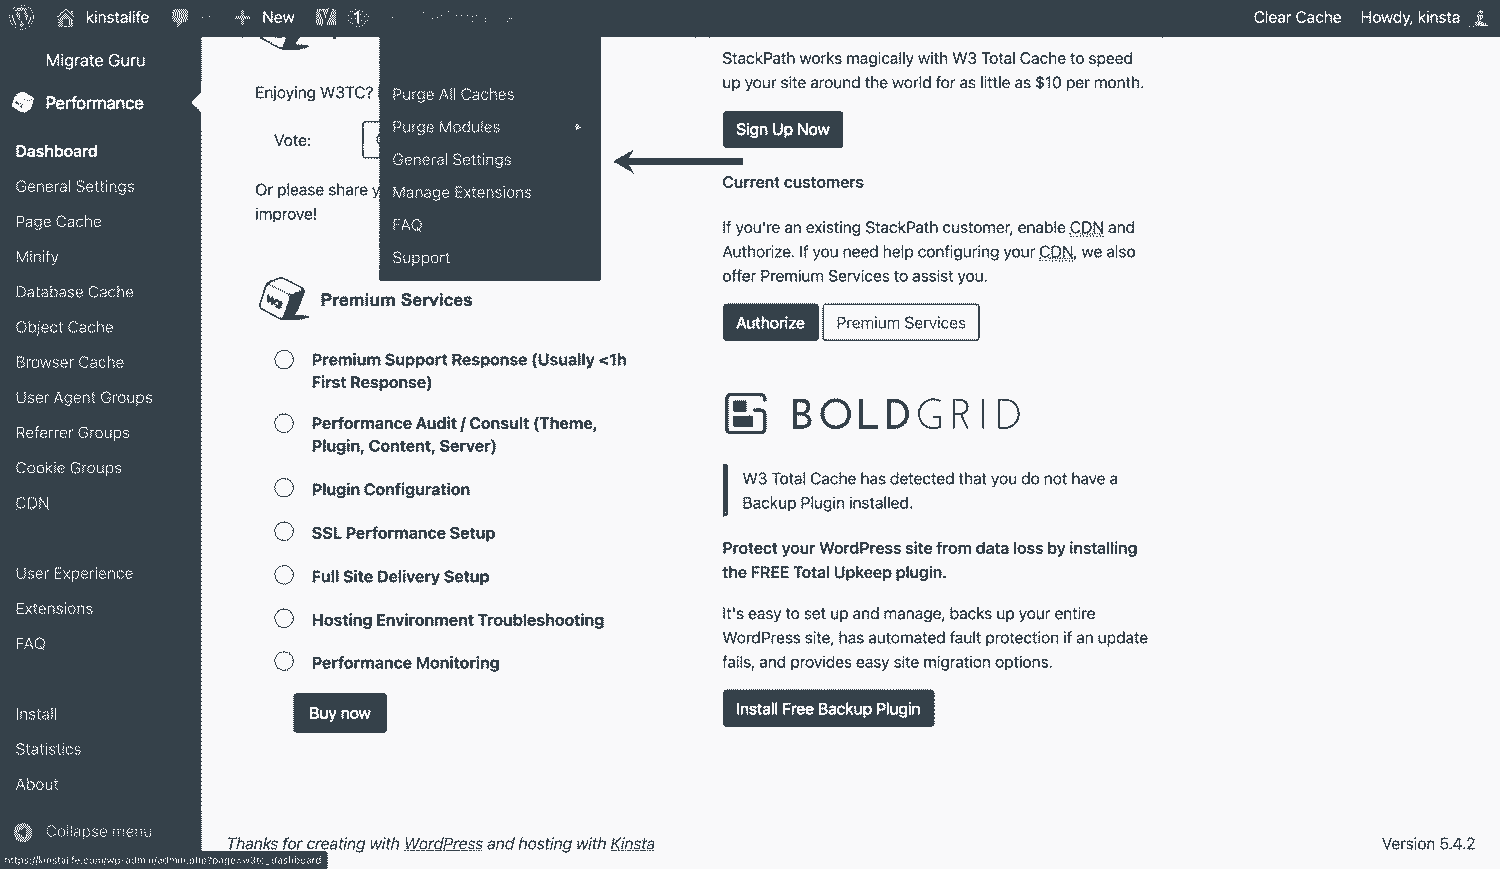 kinstalife
New
1
Clear Cache
Howdy, kinsta
Migrate Guru
Performance
Dashboard
General Settings
Page Cache
Minify
Database Cache
Object Cache
Browser Cache
User Agent Groups
Referrer Groups
Cookie Groups
CDN
User Experience
Extensions
FAQ
Install
Statistics
About
Collapse menu
Purge All Caches
Purge Modules
General Settings
Manage Extensions
FAQ
Support
Enjoying W3TC?
Vote:
Or please share y
improve!
W3
Premium Services
Premium Support Response (Usually <1h
First Response)
Performance Audit / Consult (Theme,
Plugin, Content, Server)
Plugin Configuration
SSL Performance Setup
Full Site Delivery Setup
Hosting Environment Troubleshooting
Performance Monitoring
Buy now
StackPath works magically with W3 Total Cache to speed
up your site around the world for as little as $10 per month.
Sign Up Now
Current customers
If you're an existing StackPath customer, enable CDN and
Authorize. If you need help configuring your CDN, we also
offer Premium Services to assist you.
Authorize
Premium Services
BOLDGRID
W3 Total Cache has detected that you do not have a
Backup Plugin installed.
Protect your WordPress site from data loss by installing
the FREE Total Upkeep plugin.
It's easy to set up and manage, backs up your entire
WordPress site, has automated fault protection if an update
fails, and provides easy site migration options.
Install Free Backup Plugin
Thanks for creating with WordPress and hosting with Kinsta
Version 5.4.2
https://kinstalife.com/wp-admin/admin.php?page=w3tc_dashboard